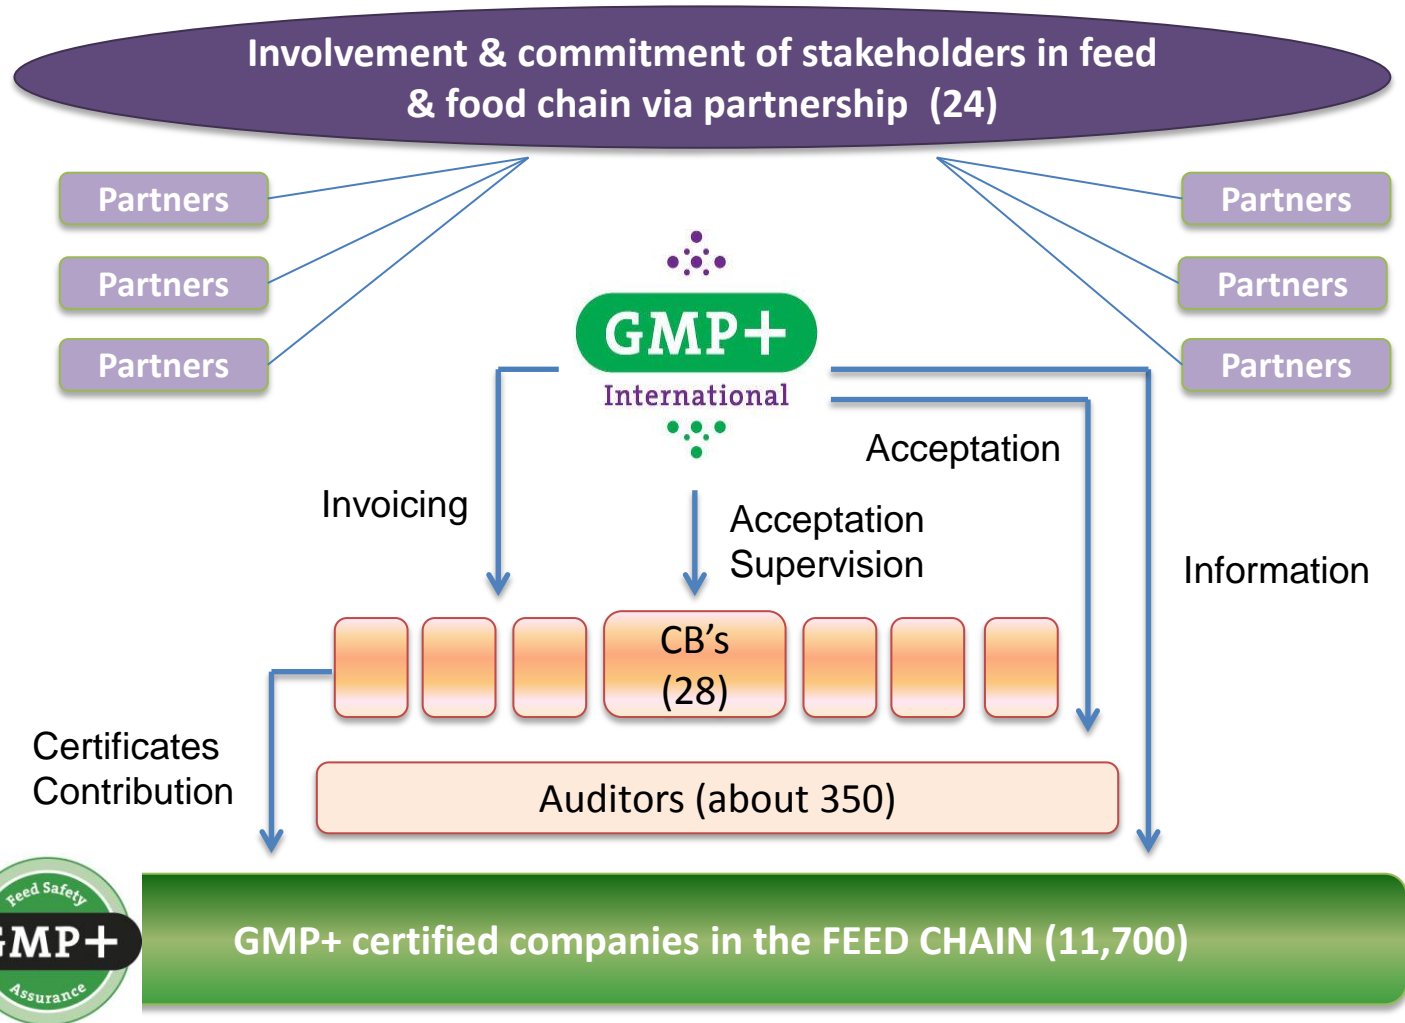 Involvement & commitment of stakeholders in feed
& food chain via partnership (24)
Partners
Partners
Partners
Partners
Partners
Partners
GMP+
International
Acceptation
Invoicing
Acceptation
Supervision
Information
CB’s
(28)
Certificates
Contribution
Auditors (about 350)
Feed Safety
GMP+
Assurance
GMP+ certified companies in the FEED CHAIN (11,700)